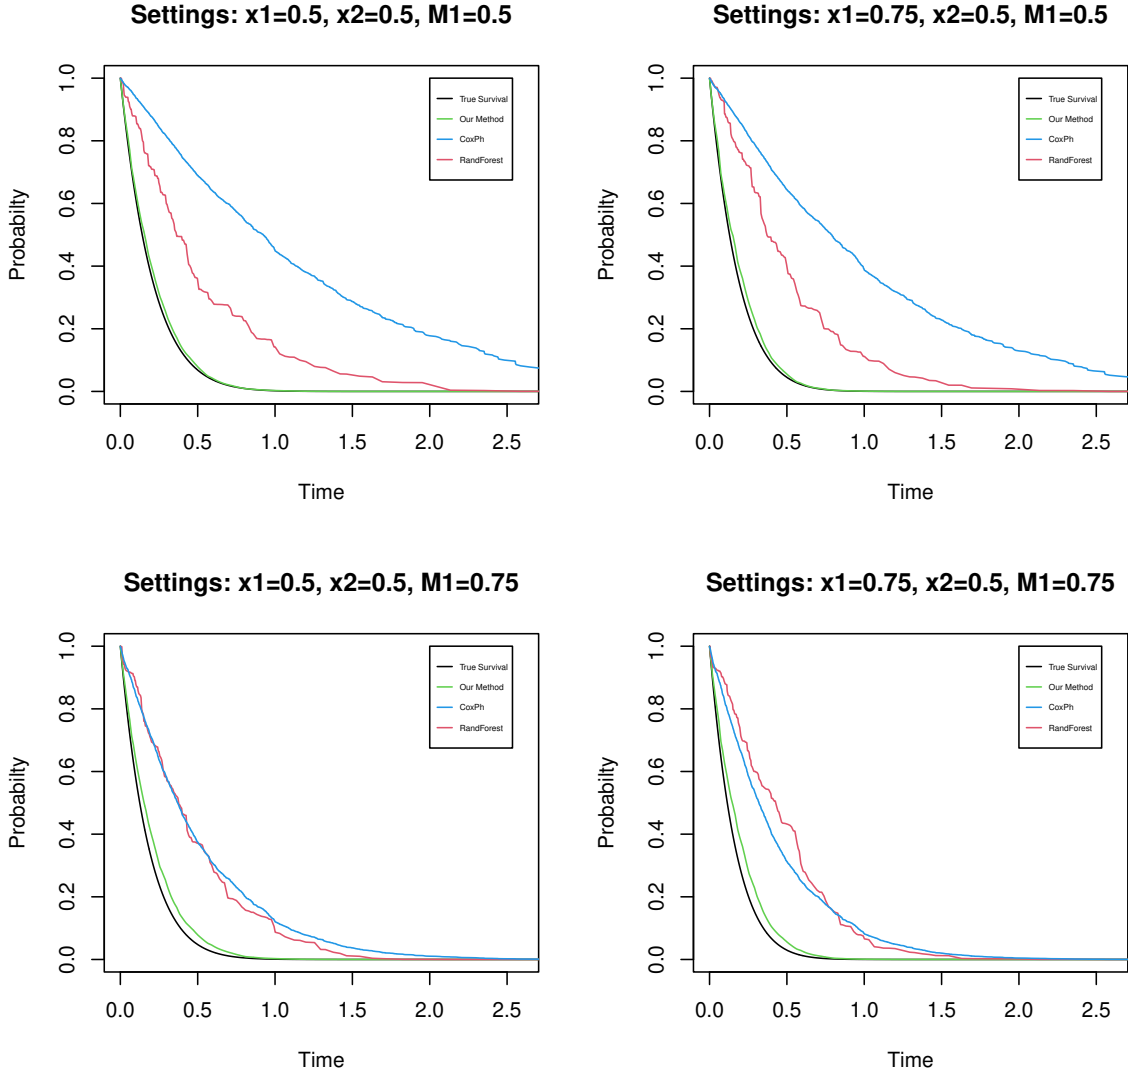 Settings: x1=0.5, x2=0.5, M1=0.5
Probabilty
1.0
0.8
0.6
0.4
0.2
0.0
True Survival
Our Method
CoxPh
RandForest
0.0 0.5 1.0 1.5 2.0 2.5
Time
Settings: x1=0.75, x2=0.5, M1=0.5
Probabilty
1.0
0.8
0.6
0.4
0.2
0.0
True Survival
Our Method
CoxPh
RandForest
0.0 0.5 1.0 1.5 2.0 2.5
Time
Settings: x1=0.5, x2=0.5, M1=0.75
Probabilty
1.0
0.8
0.6
0.4
0.2
0.0
True Survival
Our Method
CoxPh
RandForest
0.0 0.5 1.0 1.5 2.0 2.5
Time
Settings: x1=0.75, x2=0.5, M1=0.75
Probabilty
1.0
0.8
0.6
0.4
0.2
0.0
True Survival
Our Method
CoxPh
RandForest
0.0 0.5 1.0 1.5 2.0 2.5
Time